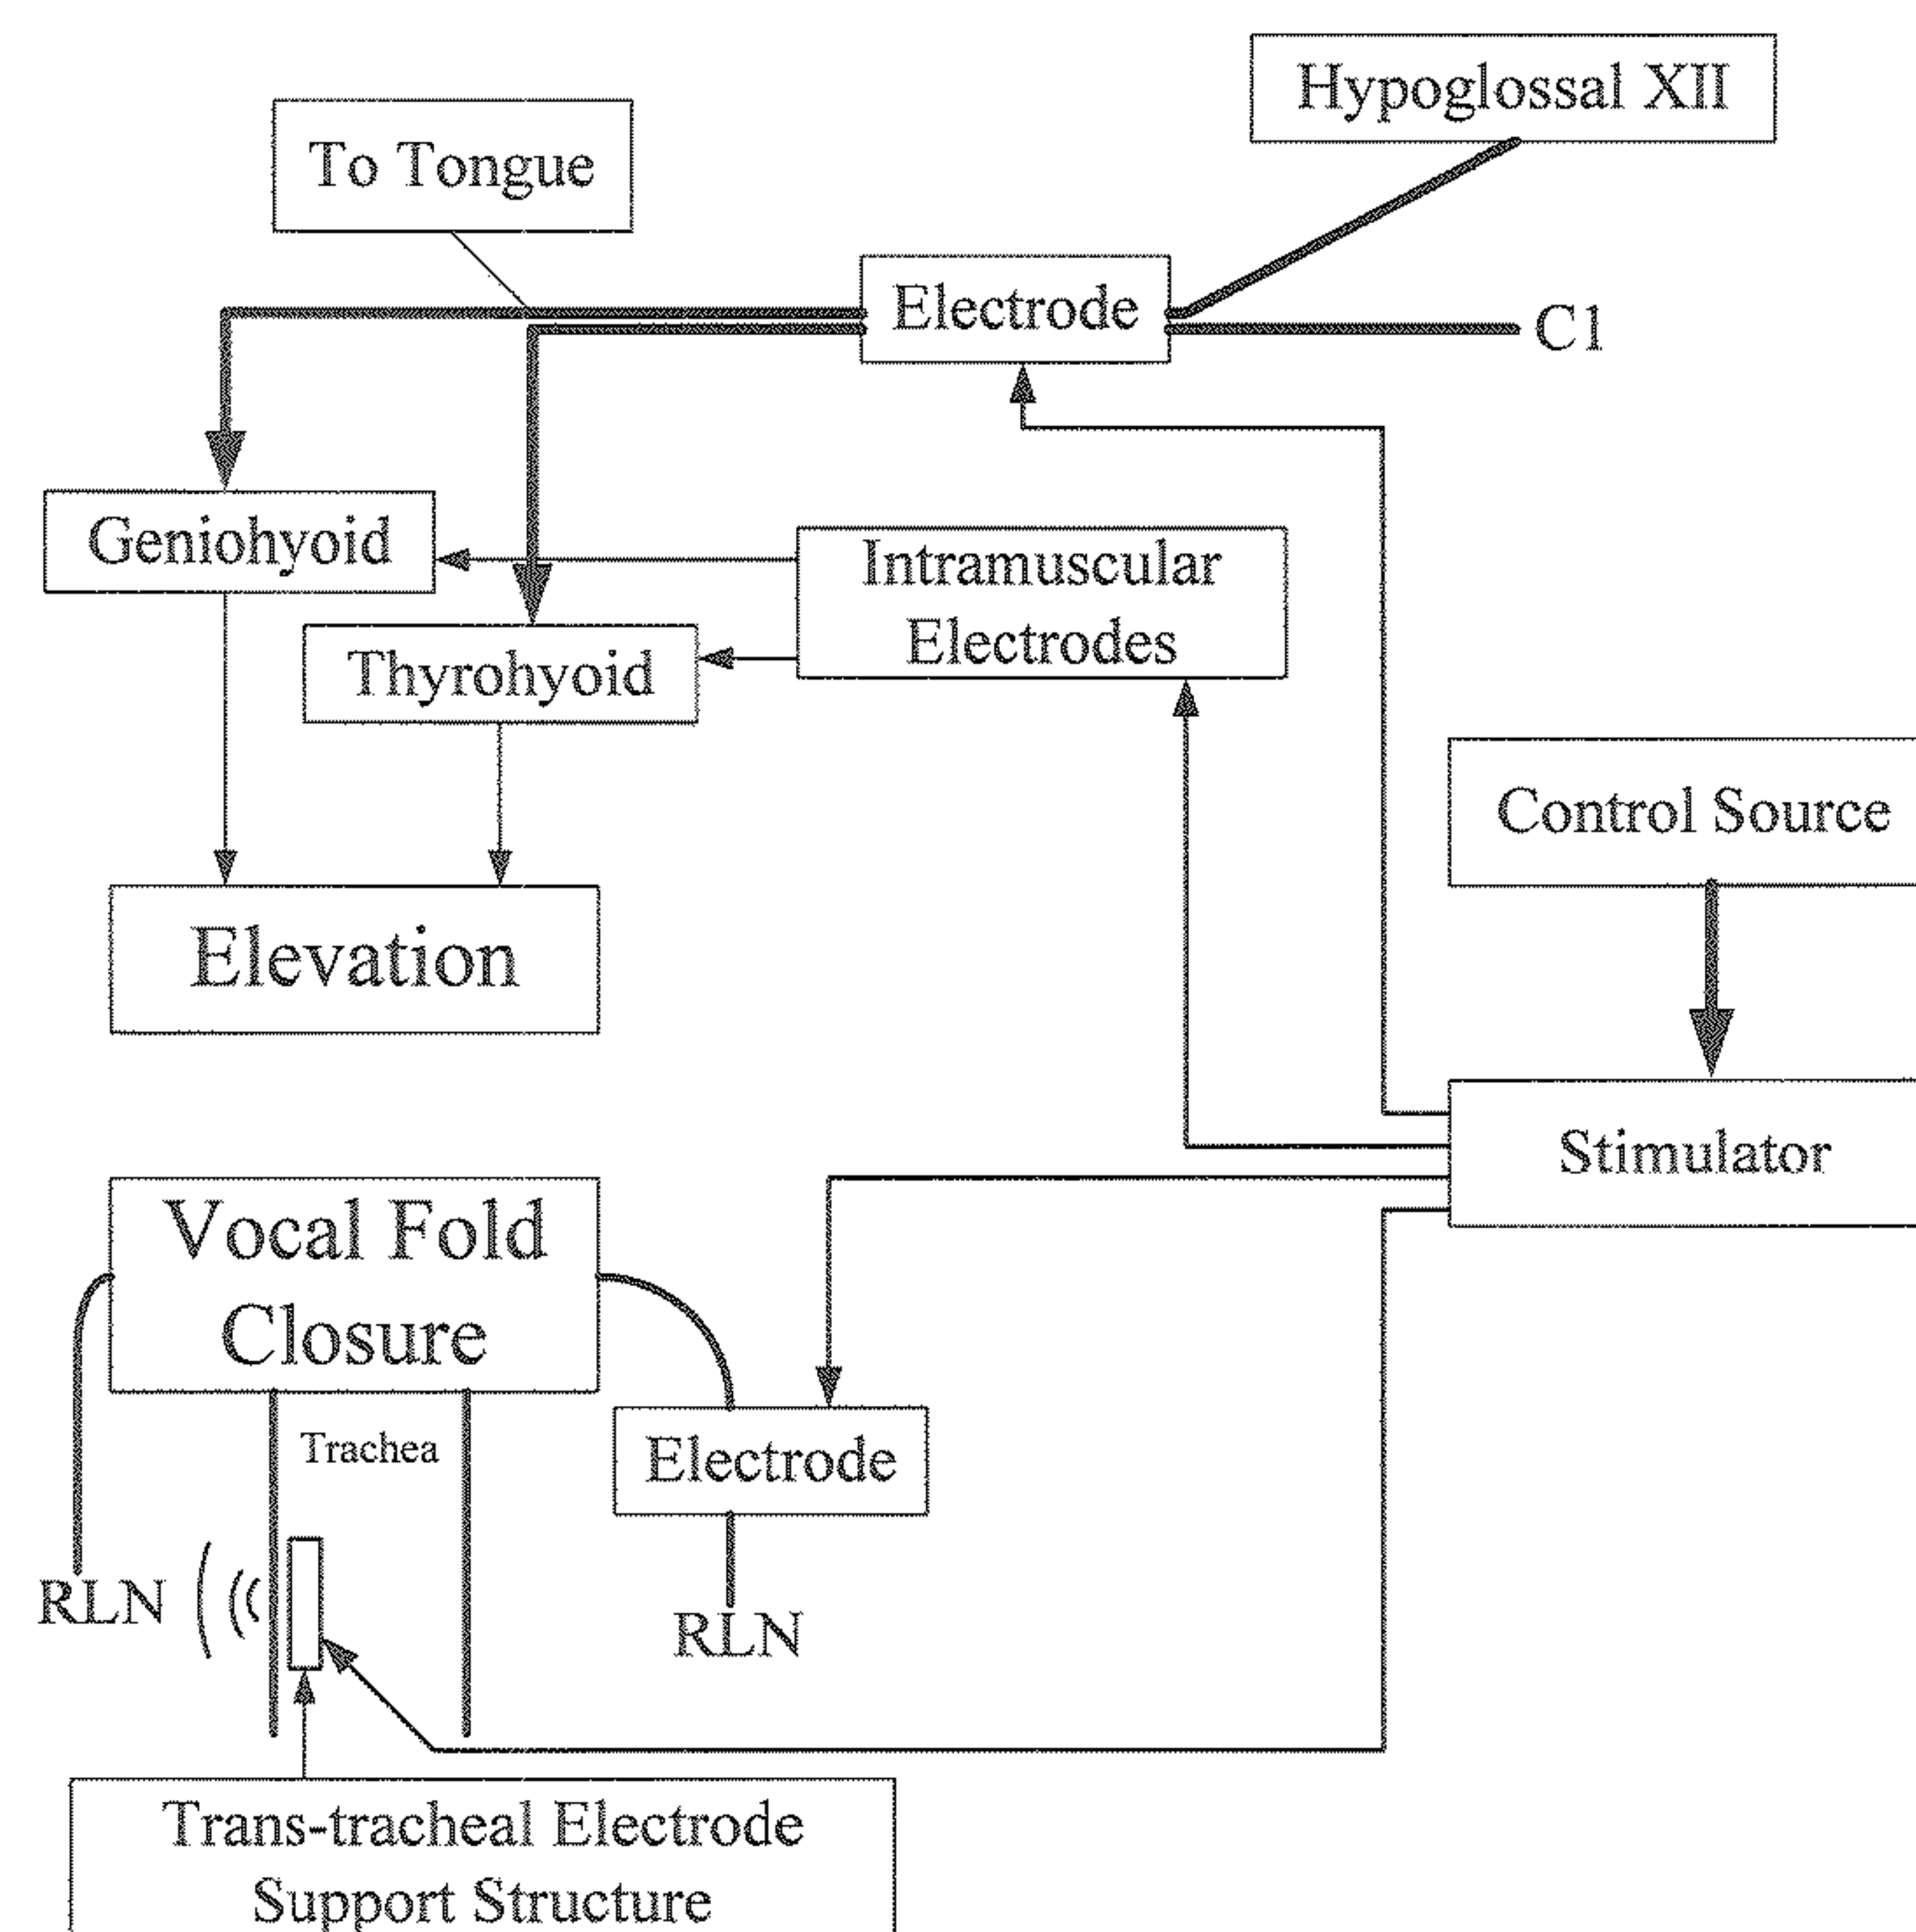 Hypoglossal XII
To Tongue
Electrode
C1
Geniohyoid
Intramuscular
Electrodes
Thyrohyoid
Control Source
Elevation
Stimulator
Vocal Fold
Closure
Trachea
Electrode
RLN
RLN
Trans-tracheal Electrode
Support Structure